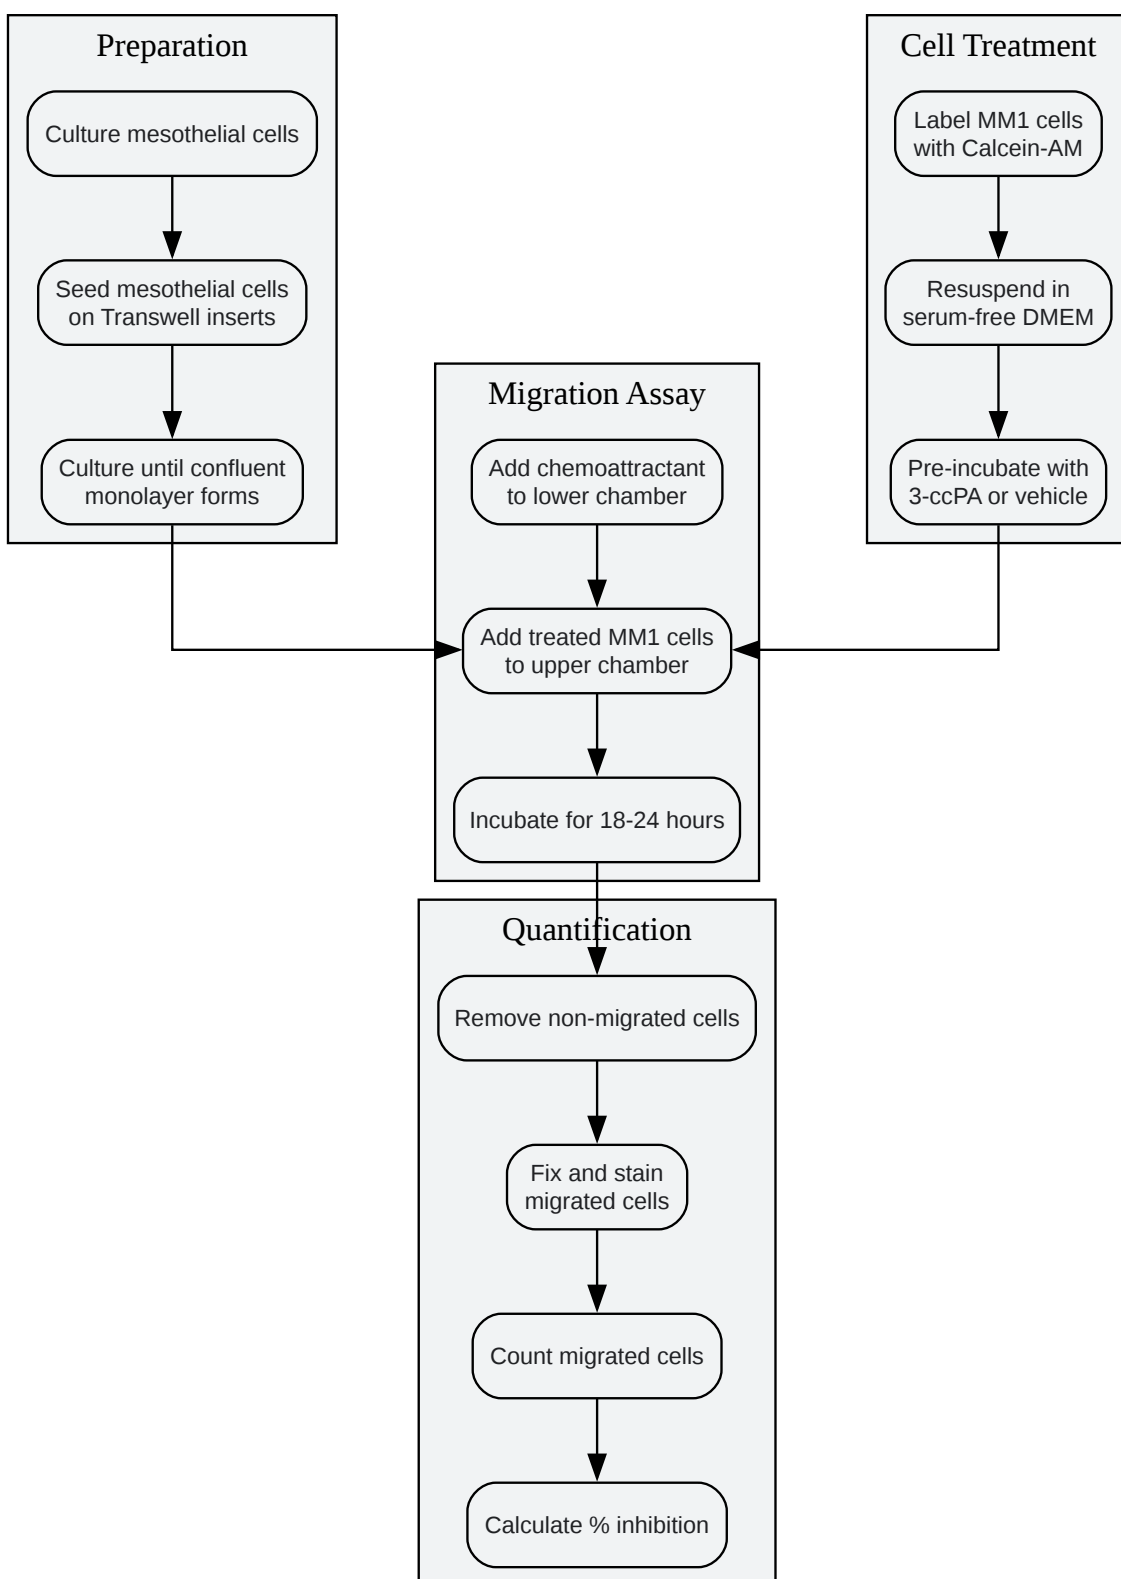 Preparation
Culture mesothelial cells
Seed mesothelial cells
on Transwell inserts
Culture until confluent
monolayer forms
Cell Treatment
Label MM1 cells
with Calcein-AM
Resuspend in
serum-free DMEM
Pre-incubate with
3-ccPA or vehicle
Migration Assay
Add chemoattractant
to lower chamber
Add treated MM1 cells
to upper chamber
Incubate for 18-24 hours
Quantification
Remove non-migrated cells
Fix and stain
migrated cells
Count migrated cells
Calculate % inhibition